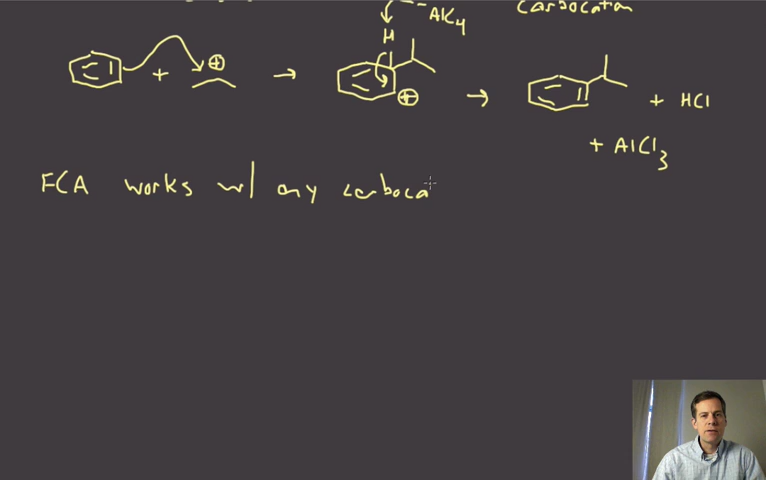 carbocation
AlCl4
H
+ → → + HCl
+ AlCl3
FCA works w/ any carboca